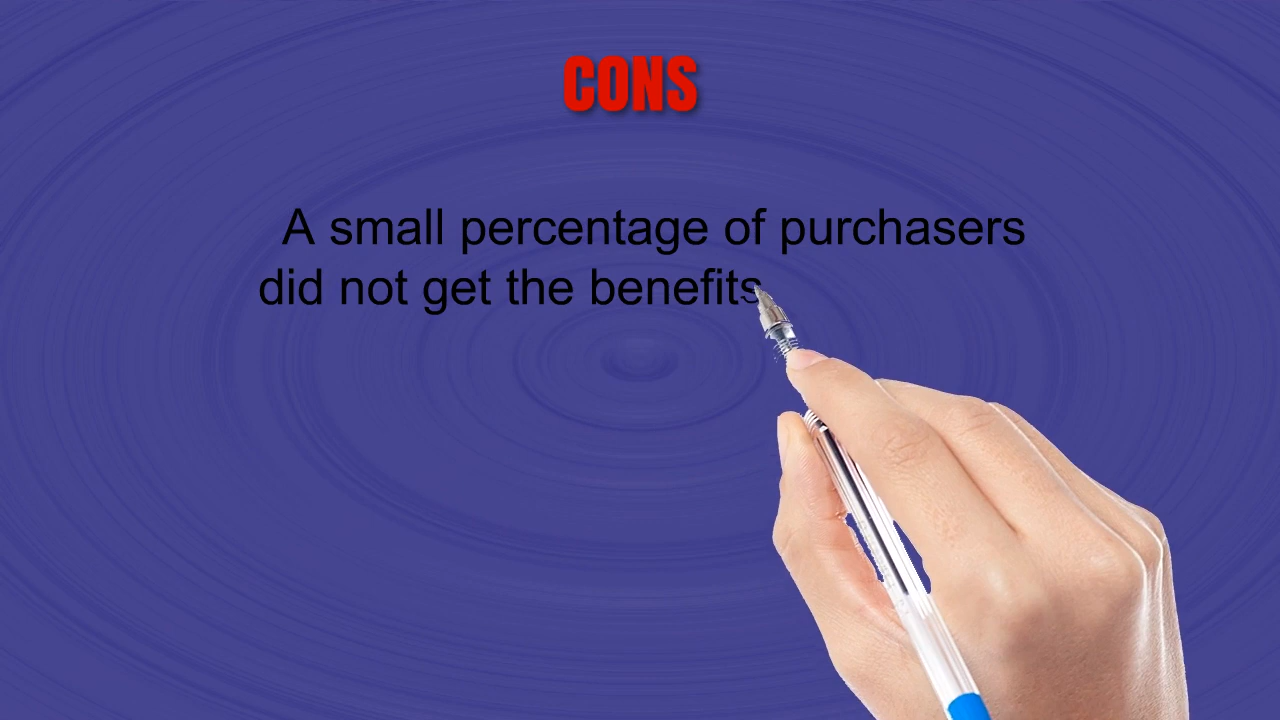 CONS
A small percentage of purchasers
did not get the benefits